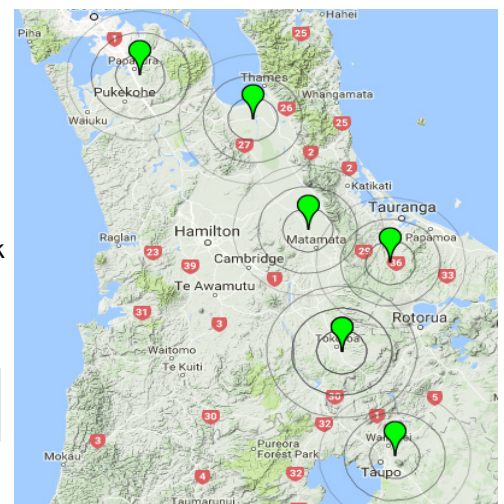 Hahei
Piha
1
25
Papakura
Thames
Pukekohe
Whangamata
26
Waiuku
25
27
2
2
Katikati
Tauranga
Raglan
Hamilton
Papamoa
Matamata
29
36
k
23
39
Cambridge
1
33
Te Awamutu
31
3
Rotorua
Tokoroa
Waitomo
Te Kuiti
30
5
30
1
32
3
Pureora
Forest Park
Mokau
Taupo
4
32
Taumarunui